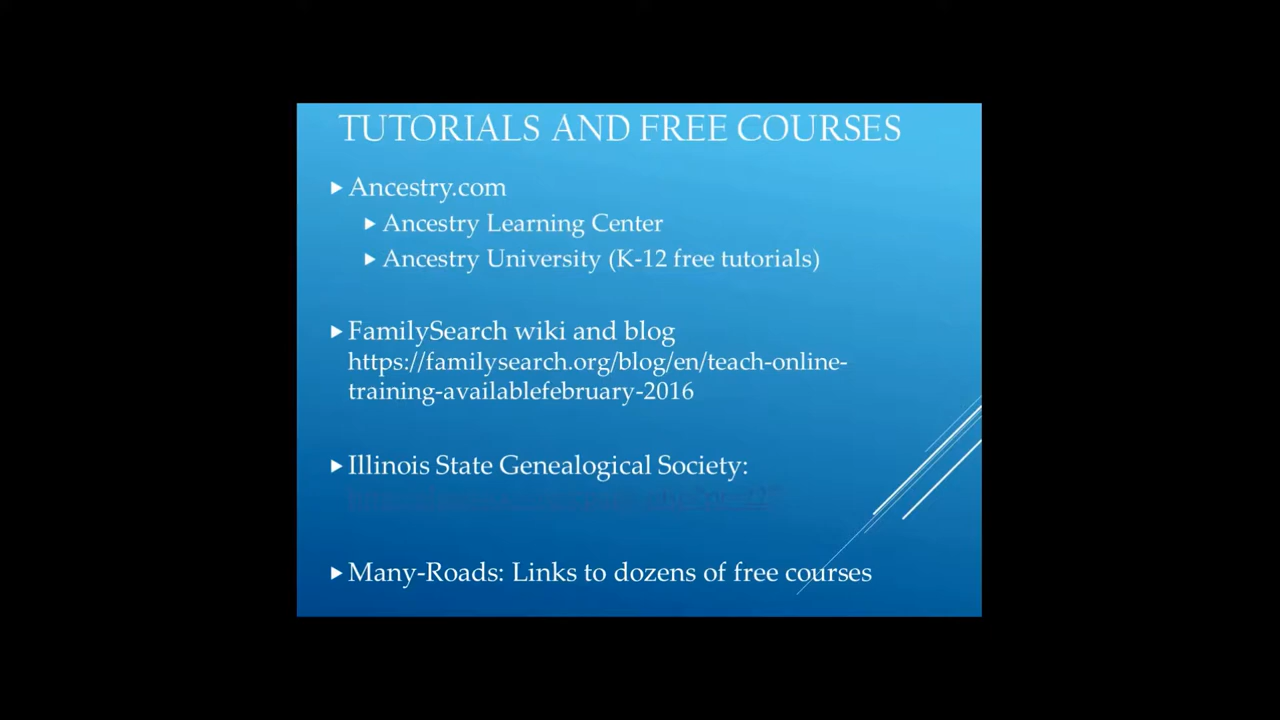 TUTORIALS AND FREE COURSES
Ancestry.com
Ancestry Learning Center
Ancestry University (K-12 free tutorials)
FamilySearch wiki and blog
https://familysearch.org/blog/en/teach-online-
training-availablefebruary-2016
Illinois State Genealogical Society:
Many-Roads: Links to dozens of free courses